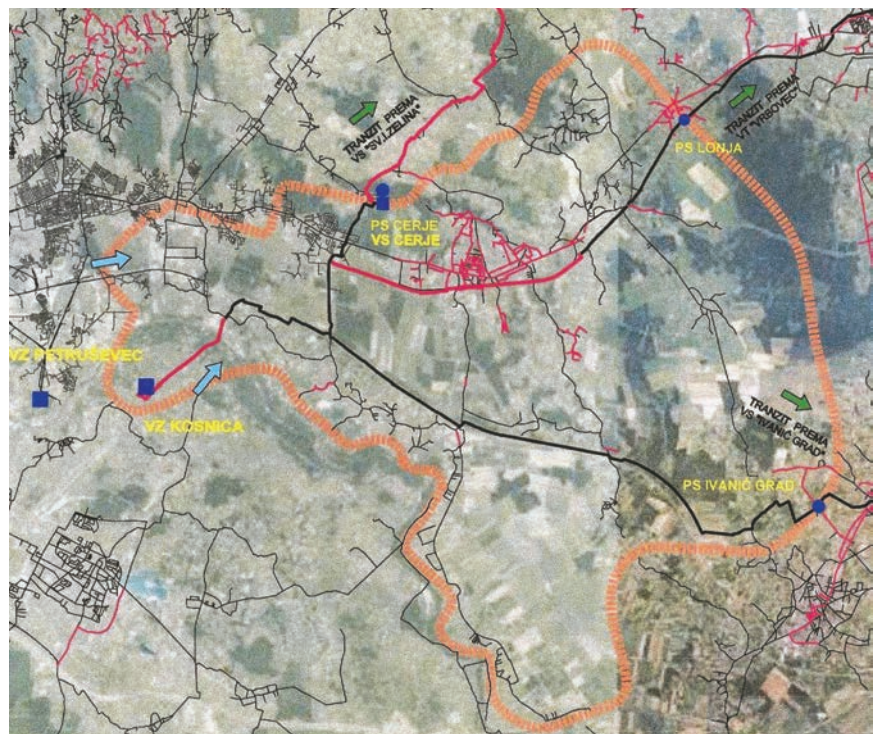 TRANZIT PREMA
VS "SV.I.ZELINA"
TRANZIT PREMA
VT "VRBOVEC"
PS LONJA
PS CERJE
VS CERJE
VZ PETRUŠEVEC
VZ KOSNICA
TRANZIT PREMA
VS "IVANIĆ GRAD"
PS IVANIĆ GRAD